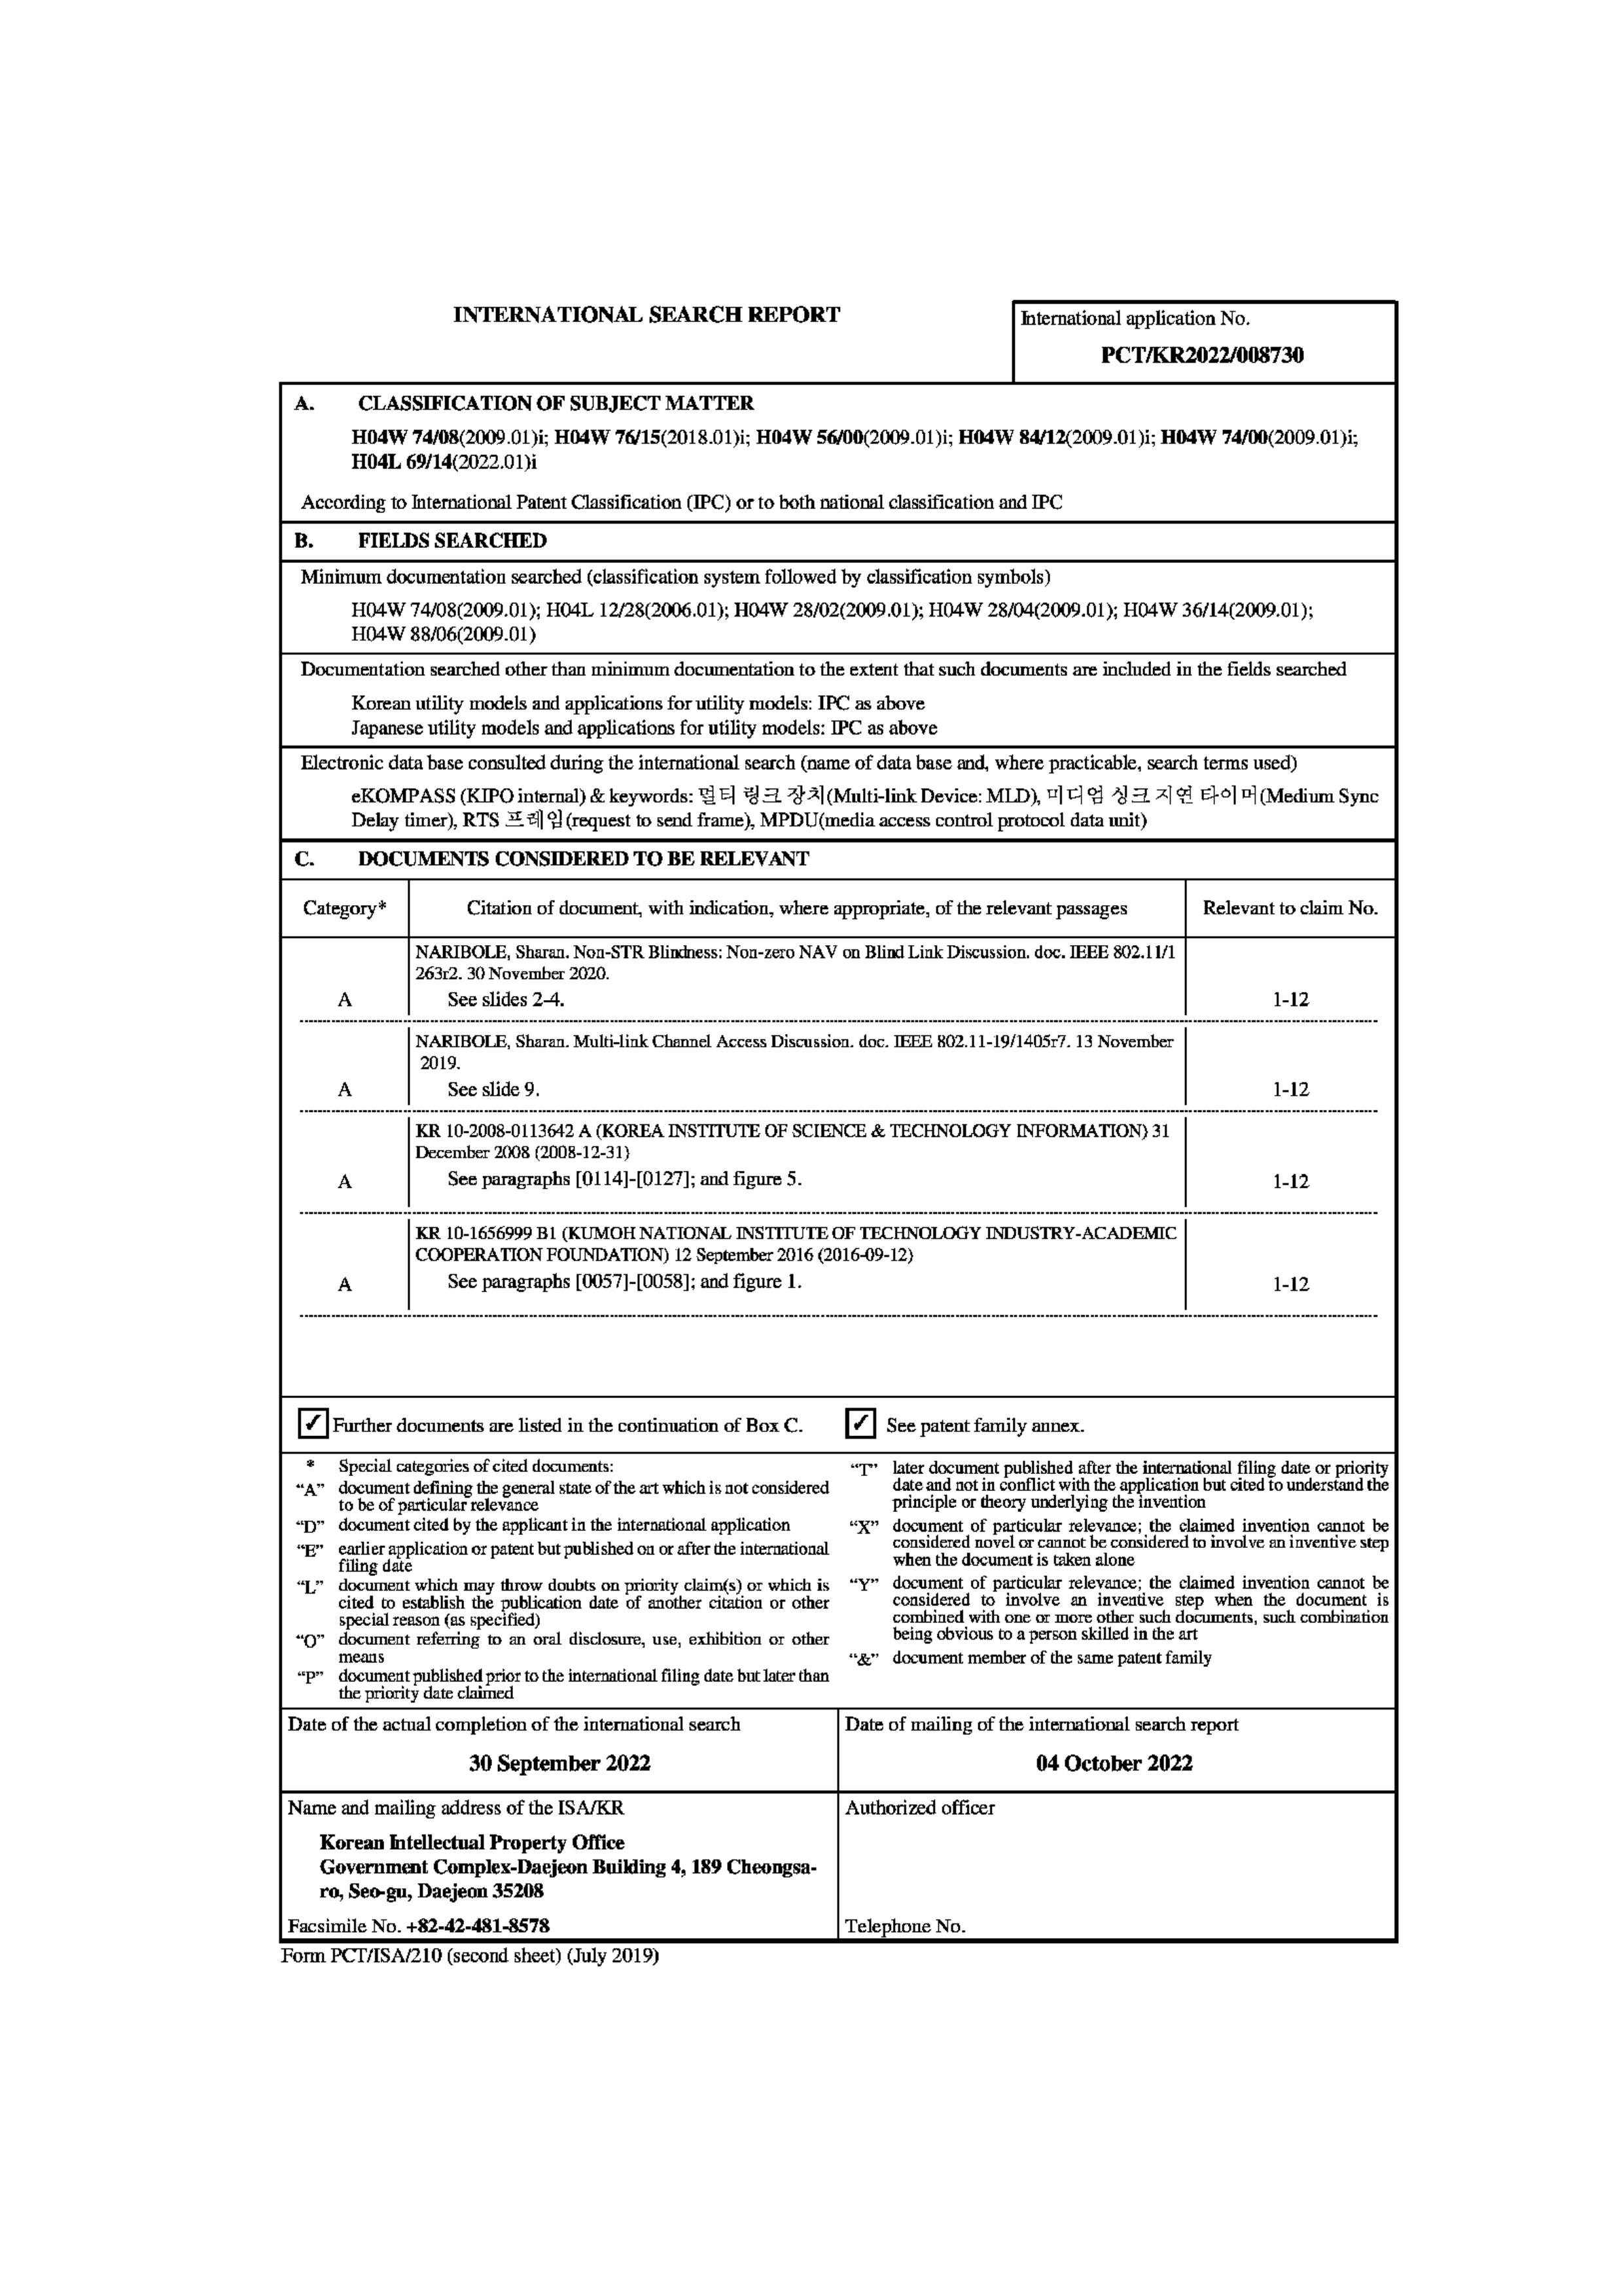 INTERNATIONAL SEARCH REPORT
International application No.
PCT/KR2022/008730
A. CLASSIFICATION OF SUBJECT MATTER
H04W 74/08(2009.01)i; H04W 76/15(2018.01)i; H04W 56/00(2009.01)i; H04W 84/12(2009.01)i; H04W 74/00(2009.01)i;
H04L 69/14(2022.01)i
According to International Patent Classification (IPC) or to both national classification and IPC
B. FIELDS SEARCHED
Minimum documentation searched (classification system followed by classification symbols)
H04W 74/08(2009.01); H04L 12/28(2006.01); H04W 28/02(2009.01); H04W 28/04(2009.01); H04W 36/14(2009.01);
H04W 88/06(2009.01)
Documentation searched other than minimum documentation to the extent that such documents are included in the fields searched
Korean utility models and applications for utility models: IPC as above
Japanese utility models and applications for utility models: IPC as above
Electronic data base consulted during the international search (name of data base and, where practicable, search terms used)
eKOMPASS (KIPO internal) & keywords: 멀티 링크 장치(Multi-link Device: MLD), 미디엄 싱크 지연 타이머(Medium Sync
Delay timer), RTS 프레임(request to send frame), MPDU(media access control protocol data unit)
C. DOCUMENTS CONSIDERED TO BE RELEVANT
Category* Citation of document, with indication, where appropriate, of the relevant passages Relevant to claim No.
NARIBOLE, Sharan. Non-STR Blindness: Non-zero NAV on Blind Link Discussion. doc. IEEE 802.11/1
263r2. 30 November 2020.
A See slides 2-4. 1-12
NARIBOLE, Sharan. Multi-link Channel Access Discussion. doc. IEEE 802.11-19/1405r7. 13 November
2019.
A See slide 9. 1-12
KR 10-2008-0113642 A (KOREA INSTITUTE OF SCIENCE & TECHNOLOGY INFORMATION) 31
December 2008 (2008-12-31)
A See paragraphs [0114]-[0127]; and figure 5. 1-12
KR 10-1656999 B1 (KUMOH NATIONAL INSTITUTE OF TECHNOLOGY INDUSTRY-ACADEMIC
COOPERATION FOUNDATION) 12 September 2016 (2016-09-12)
A See paragraphs [0057]-[0058]; and figure 1. 1-12
✓ Further documents are listed in the continuation of Box C. ✓ See patent family annex.
* Special categories of cited documents:
“A” document defining the general state of the art which is not considered
to be of particular relevance
“D” document cited by the applicant in the international application
“E” earlier application or patent but published on or after the international
filing date
“L” document which may throw doubts on priority claim(s) or which is
cited to establish the publication date of another citation or other
special reason (as specified)
“O” document referring to an oral disclosure, use, exhibition or other
means
“P” document published prior to the international filing date but later than
the priority date claimed
“T” later document published after the international filing date or priority
date and not in conflict with the application but cited to understand the
principle or theory underlying the invention
“X” document of particular relevance; the claimed invention cannot be
considered novel or cannot be considered to involve an inventive step
when the document is taken alone
“Y” document of particular relevance; the claimed invention cannot be
considered to involve an inventive step when the document is
combined with one or more other such documents, such combination
being obvious to a person skilled in the art
“&” document member of the same patent family
Date of the actual completion of the international search
30 September 2022
Date of mailing of the international search report
04 October 2022
Name and mailing address of the ISA/KR
Korean Intellectual Property Office
Government Complex-Daejeon Building 4, 189 Cheongsa-
ro, Seo-gu, Daejeon 35208
Facsimile No. +82-42-481-8578
Authorized officer
Telephone No.
Form PCT/ISA/210 (second sheet) (July 2019)